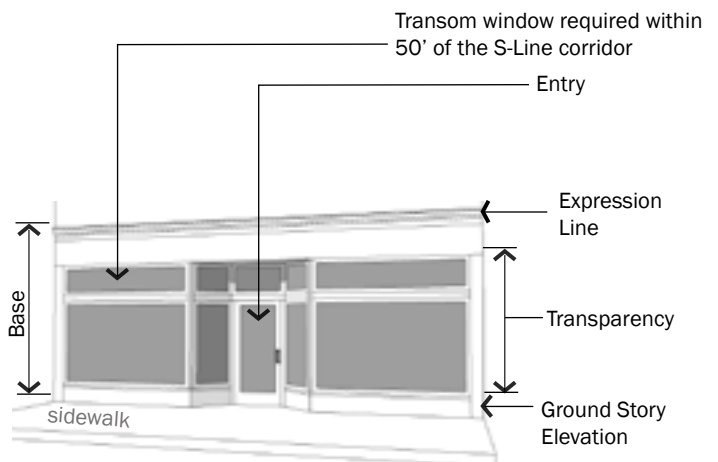 Transom window required within
50' of the S-Line corridor
Entry
Expression
Line
Base
Transparency
sidewalk
Ground Story
Elevation